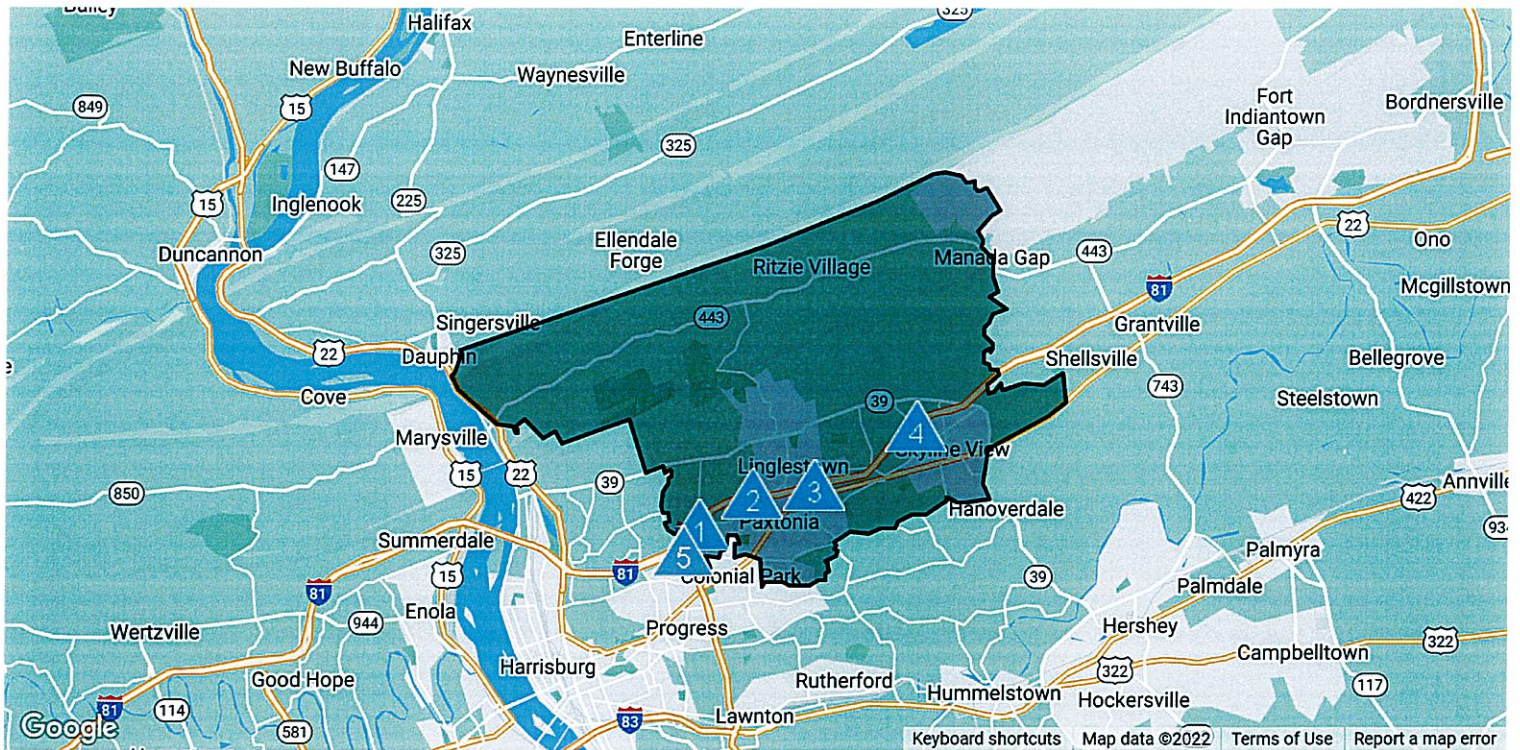 Halifax
325
Enterline
New Buffalo
Waynesville
Fort
Indiantown
Gap
Bordnersville
849
15
325
147
15
Inglenook
225
22
Duncannon
325
Ellendale
Forge
Ritzie Village
Manada Gap
443
Ono
81
Mcgillstown
Singersville
443
Grantville
22
Dauphin
Shellsville
Bellegrove
Cove
743
Steelstown
39
Marysville
4
Skyline View
15
22
Linglestown
39
850
2
3
422
Annville
Hanoverdale
Paxtonia
934
1
Summerdale
5
Palmyra
81
Colonial Park
15
39
Palmdale
81
Enola
944
Wertzville
Progress
Hershey
322
Harrisburg
Campbelltown
Good Hope
Rutherford
322
117
Hummelstown
Hockersville
81
114
83
Lawnton
Google
581
Keyboard shortcuts
Map data ©2022
Terms of Use
Report a map error